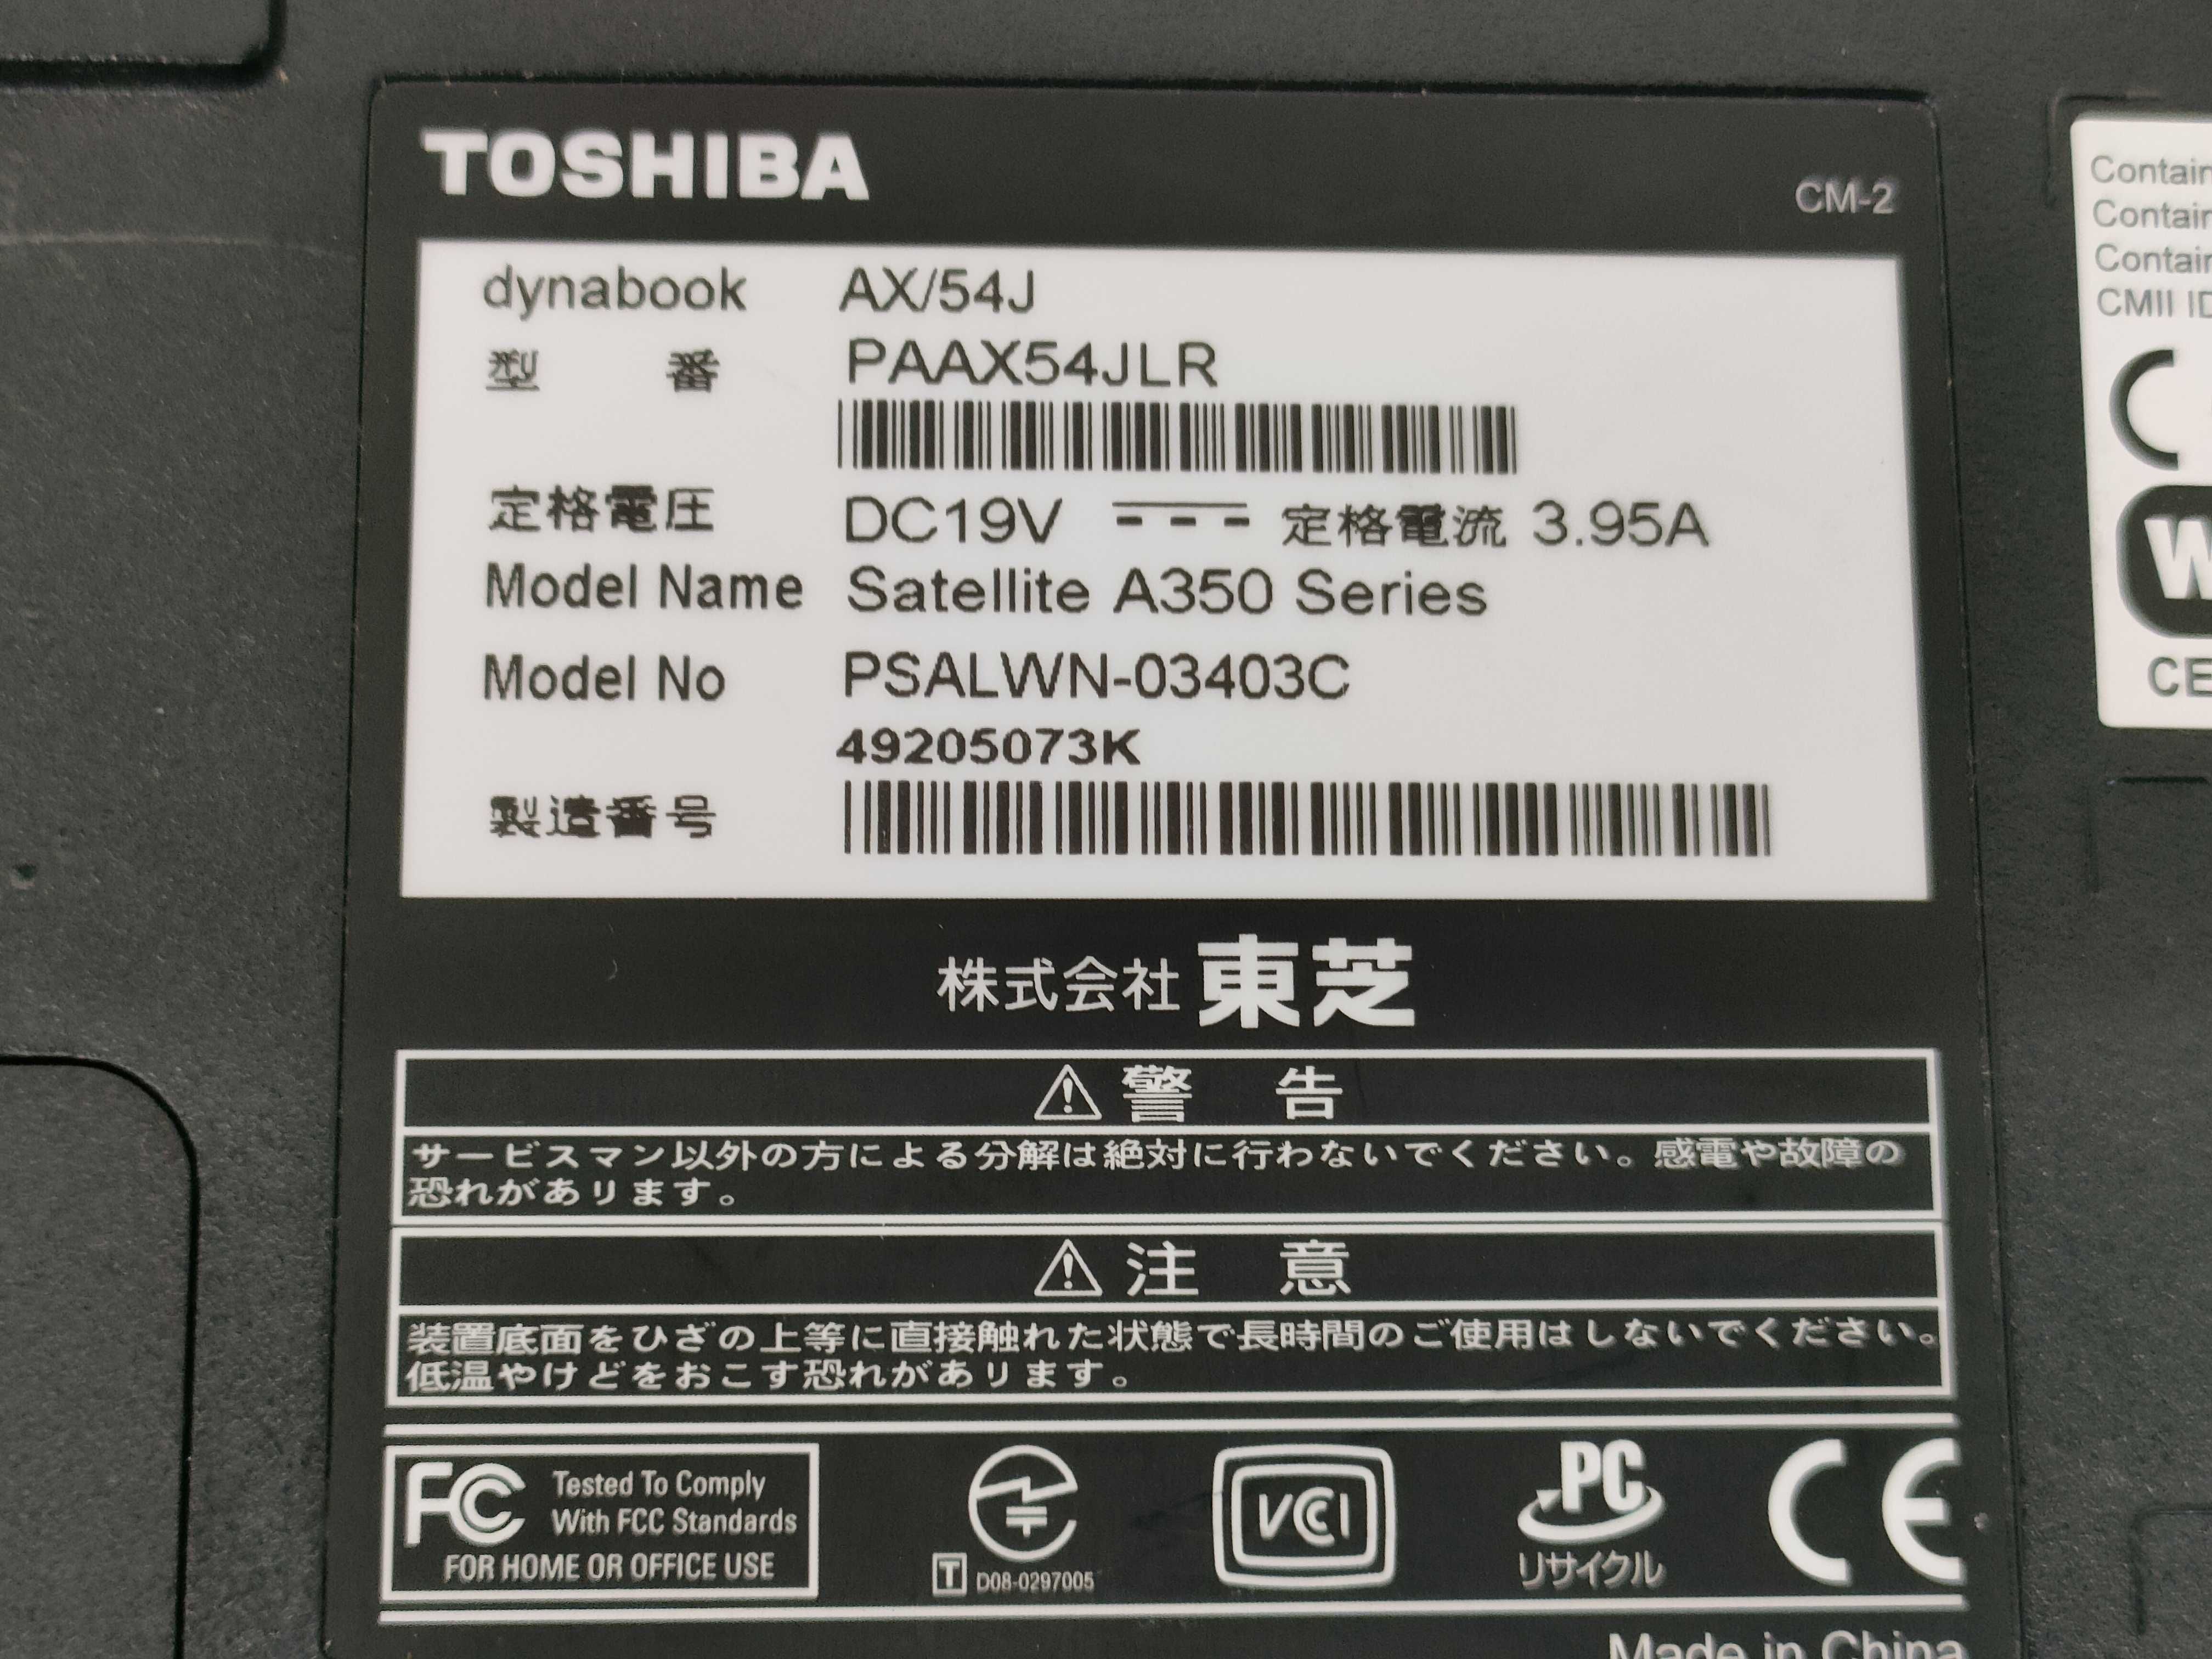 TOSHIBA
CM-2
dynabook AX/54J
型 番 PAAX54JLR
定格電圧 DC19V 定格電流 3.95A
Model Name Satellite A350 Series
Model No PSALWN-03403C
49205073K
製造番号
株式会社 東芝
⚠ 警 告
サービスマン以外の方による分解は絶対に行わないでください。感電や故障の
恐れがあります。
⚠ 注 意
装置底面をひざの上等に直接触れた状態で長時間のご使用はしないでください。
低温やけどをおこす恐れがあります。
FC Tested To Comply
With FCC Standards
FOR HOME OR OFFICE USE
T D08-0297005
VCCI
PC
リサイクル
CE
Made in China
CMII ID